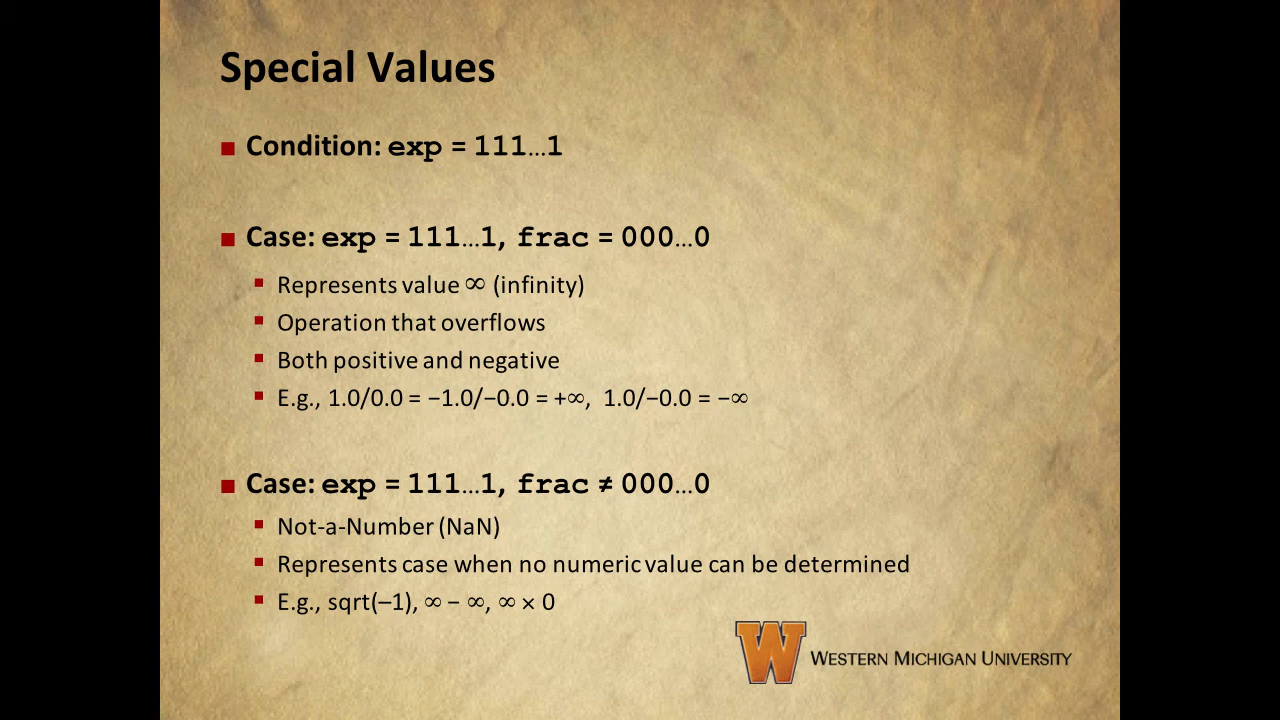 Special Values
Condition: exp = 111…1
Case: exp = 111…1, frac = 000…0
Represents value ∞ (infinity)
Operation that overflows
Both positive and negative
E.g., 1.0/0.0 = −1.0/−0.0 = +∞, 1.0/−0.0 = −∞
Case: exp = 111…1, frac ≠ 000…0
Not-a-Number (NaN)
Represents case when no numeric value can be determined
E.g., sqrt(–1), ∞ − ∞, ∞ × 0
W WESTERN MICHIGAN UNIVERSITY